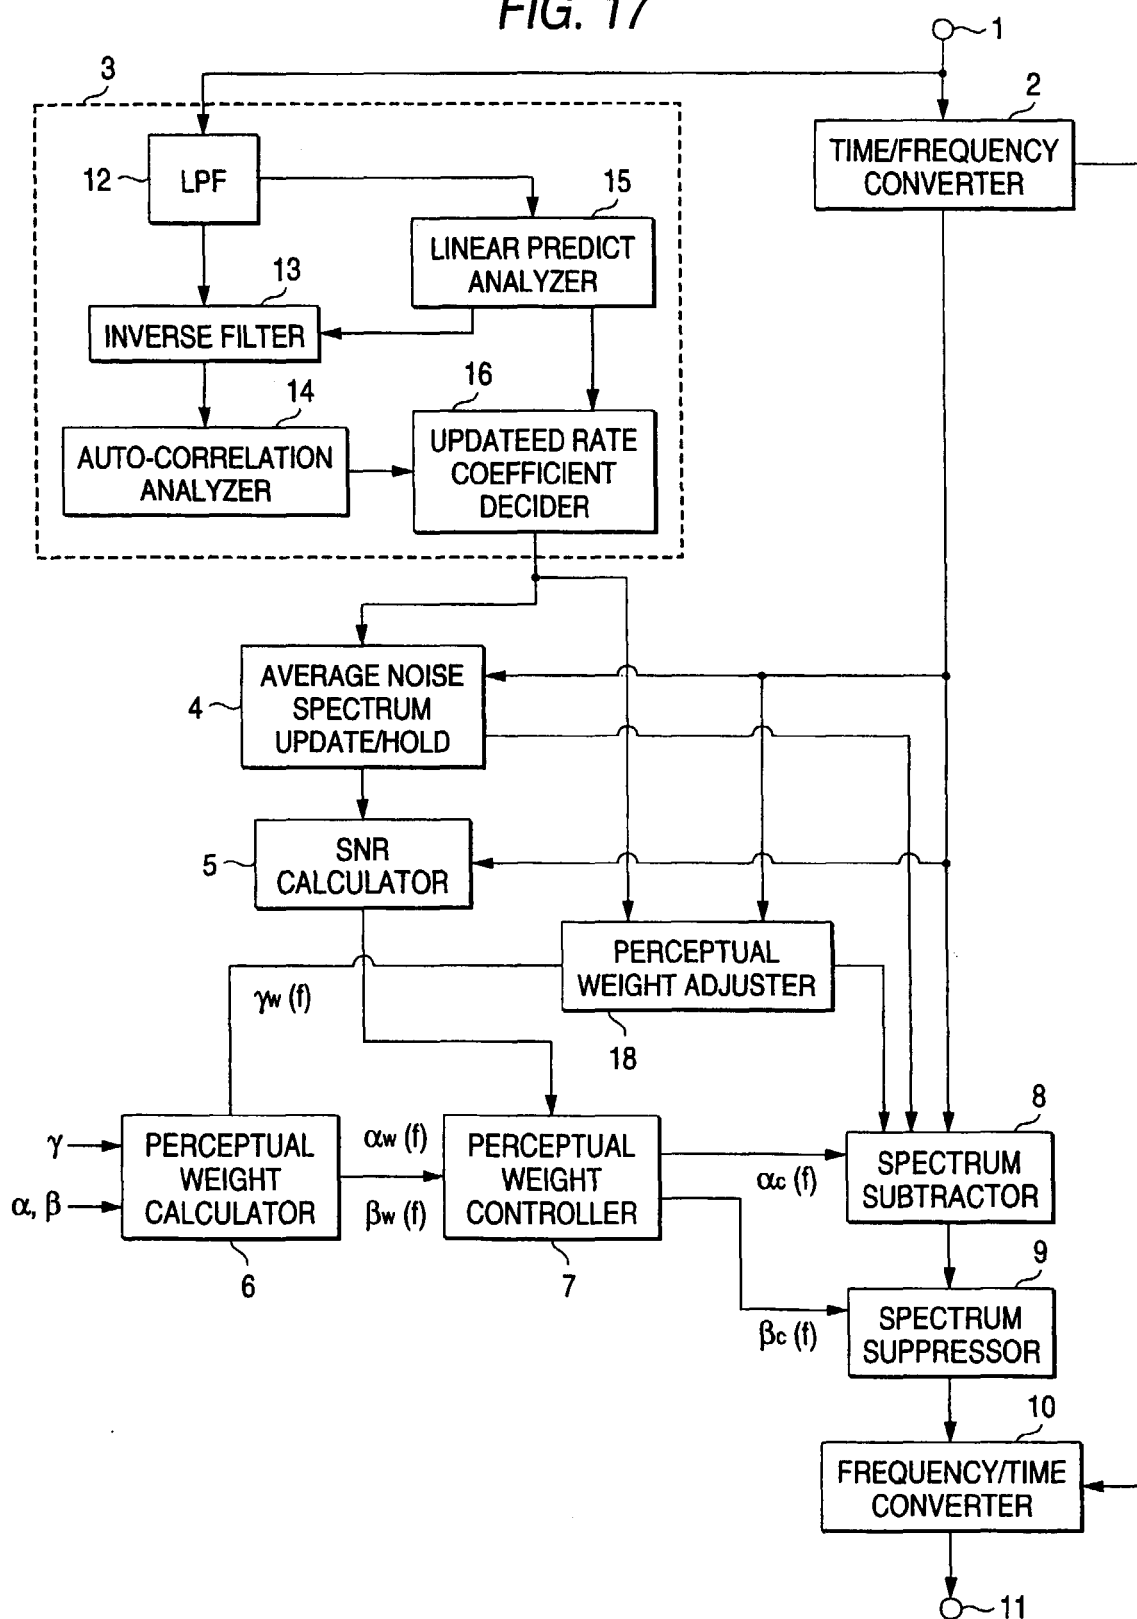 FIG. 17
1
3
2
TIME/FREQUENCY
CONVERTER
12
LPF
15
LINEAR PREDICT
ANALYZER
13
INVERSE FILTER
16
14
UPDATEED RATE
COEFFICIENT
DECIDER
AUTO-CORRELATION
ANALYZER
4
AVERAGE NOISE
SPECTRUM
UPDATE/HOLD
5
SNR
CALCULATOR
PERCEPTUAL
WEIGHT ADJUSTER
γw (f)
18
8
γ
α, β
PERCEPTUAL
WEIGHT
CALCULATOR
αw (f)
βw (f)
PERCEPTUAL
WEIGHT
CONTROLLER
αc (f)
SPECTRUM
SUBTRACTOR
6
7
9
βc (f)
SPECTRUM
SUPPRESSOR
10
FREQUENCY/TIME
CONVERTER
11